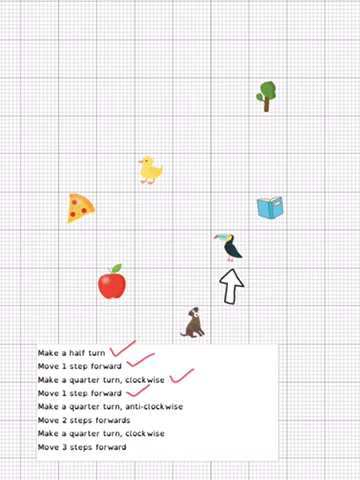 Make a half turn
Move 1 step forward
Make a quarter turn, clockwise
Move 1 step forward
Make a quarter turn, anti-clockwise
Move 2 steps forwards
Make a quarter turn, clockwise
Move 3 steps forward